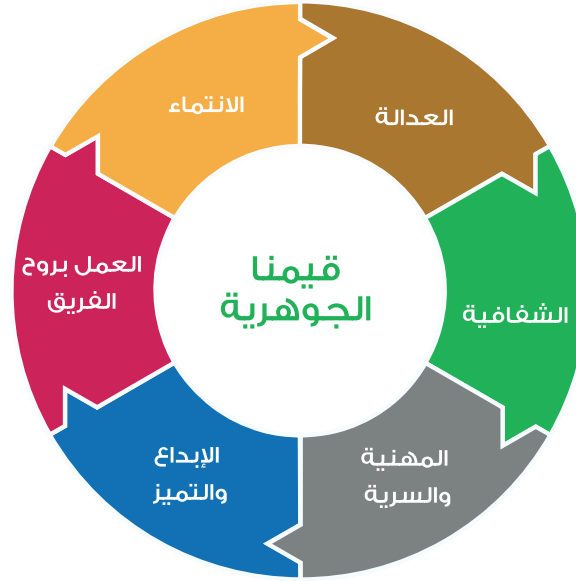 قيمنا
الجوهرية
العدالة
الشفافية
المهنية
والسرية
الإبداع
والتميز
العمل بروح
الفريق
الانتماء